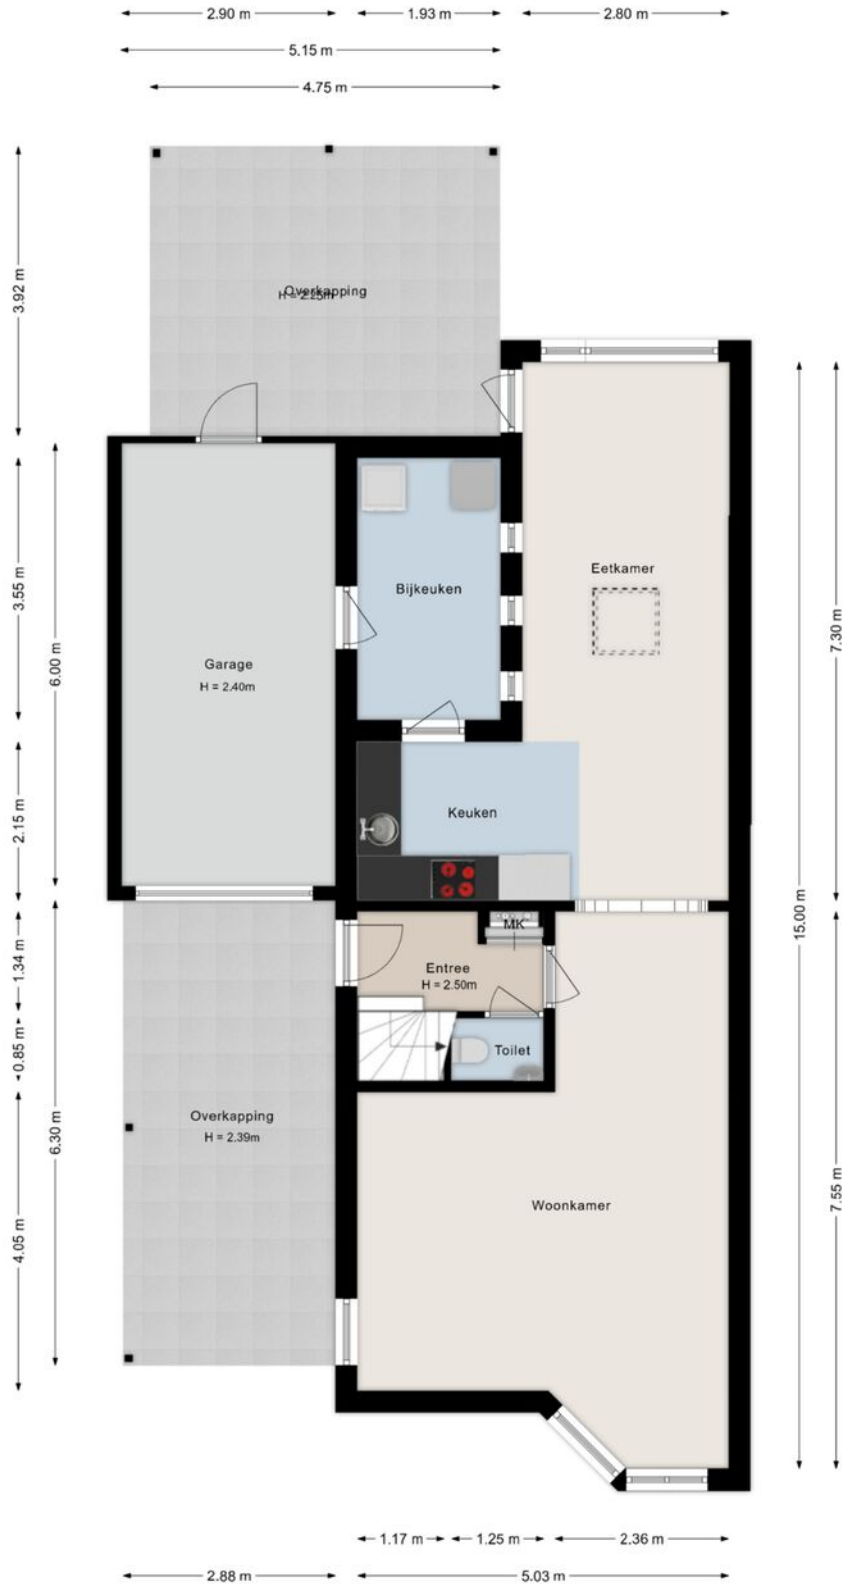 2.90 m
1.93 m
2.80 m
5.15 m
4.75 m
3.92 m
Overkapping
H = 2.25m
3.55 m
6.00 m
Garage
H = 2.40m
Bijkeuken
Eetkamer
7.30 m
2.15 m
Keuken
15.00 m
1.34 m
Entree
H = 2.50m
MK
Toilet
0.85 m
6.30 m
Overkapping
H = 2.39m
4.05 m
Woonkamer
7.55 m
1.17 m
1.25 m
2.36 m
2.88 m
5.03 m